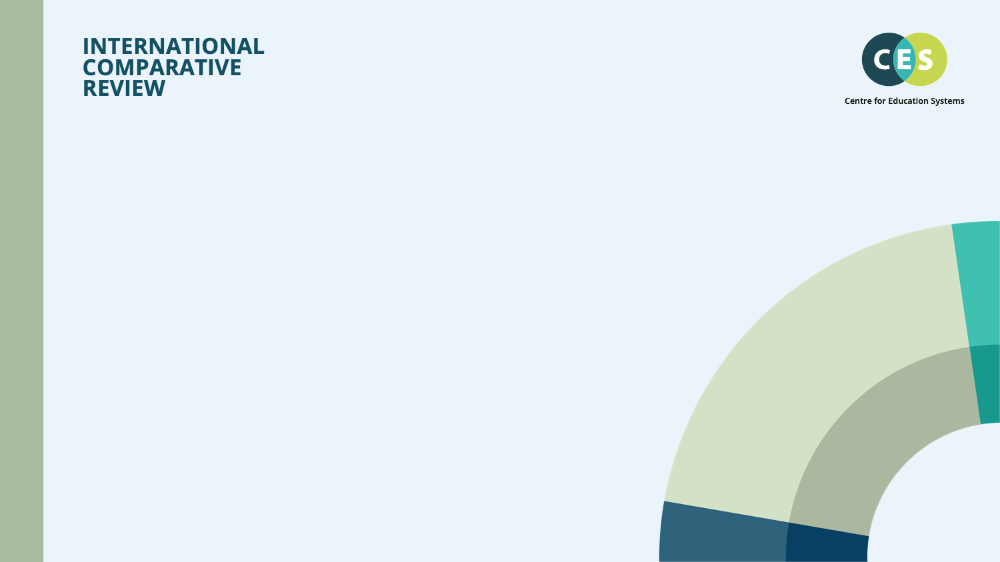 INTERNATIONAL
COMPARATIVE
REVIEW
CES
Centre for Education Systems